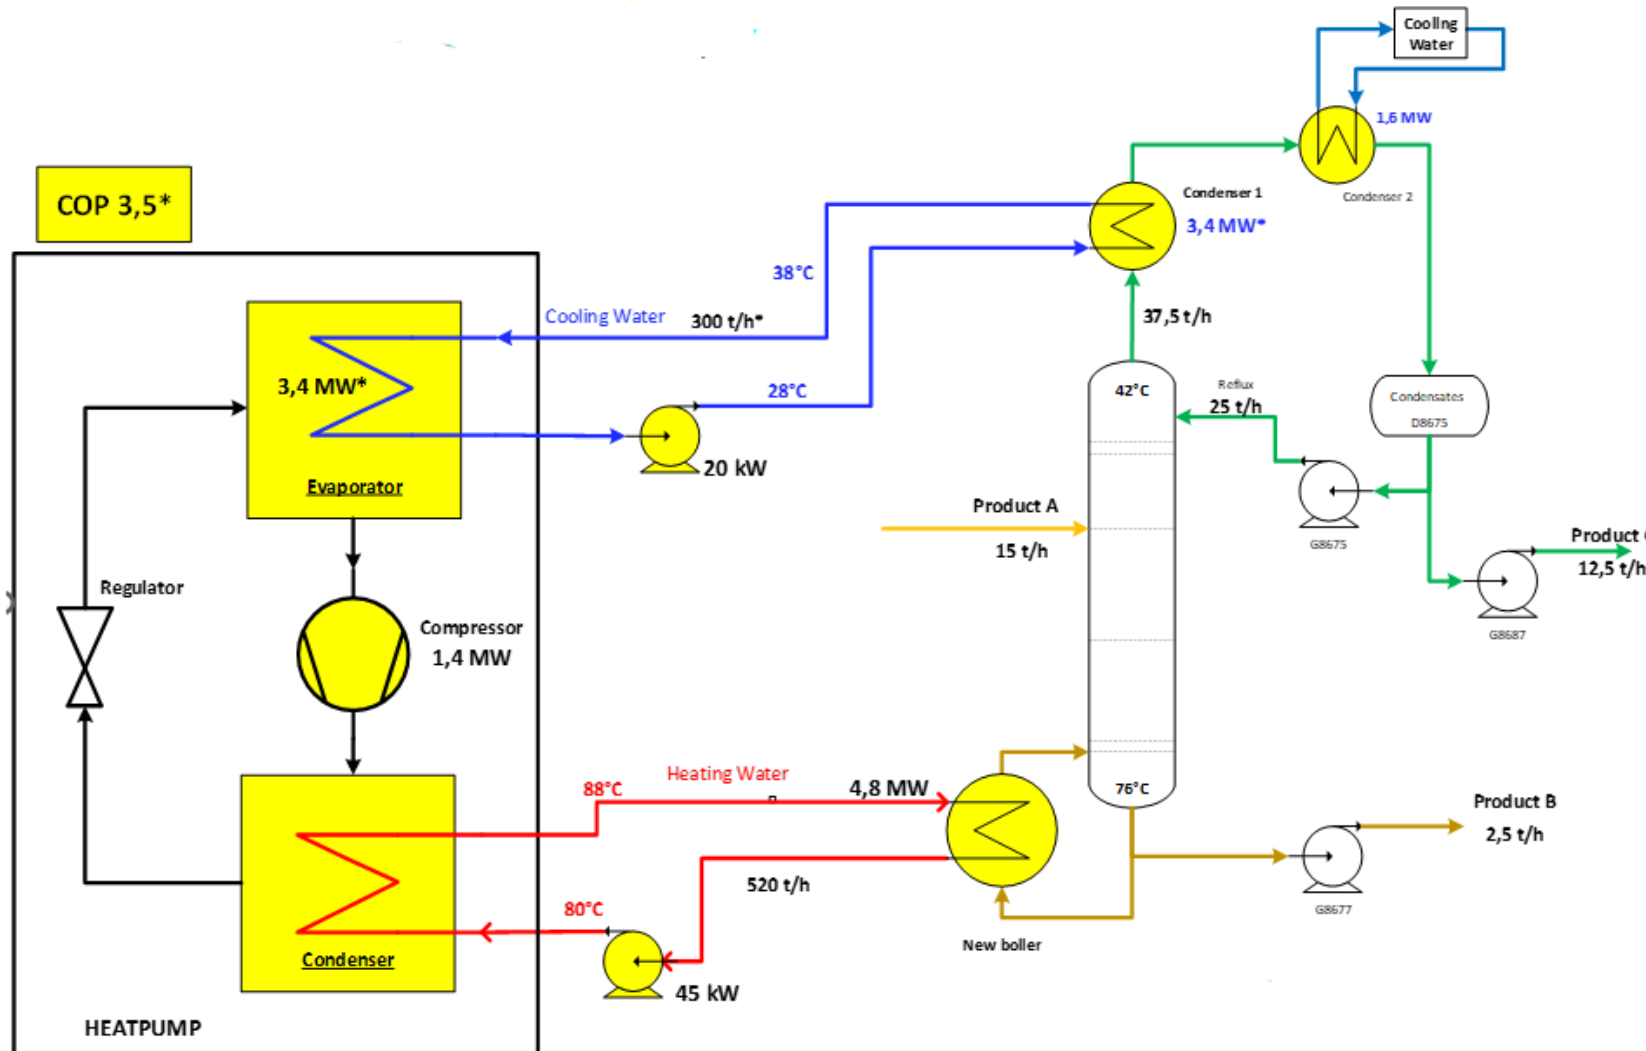 Cooling
Water
1,6 MW
Condenser 2
Condenser 1
3,4 MW*
COP 3,5*
38°C
Cooling Water
300 t/h*
28°C
20 kW
3,4 MW*
Evaporator
37,5 t/h
42°C
Reflux
25 t/h
Condensates
D8675
G8675
Product A
15 t/h
Product
12,5 t/h
G8687
Regulator
Compressor
1,4 MW
88°C
Heating Water
4,8 MW
76°C
520 t/h
80°C
45 kW
Condenser
New boiler
Product B
2,5 t/h
G8677
HEATPUMP